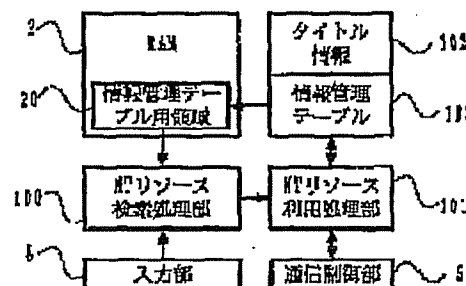 2
RAM
タイトル
情報
20
情報管理テー
ブル用領域
情報管理
テーブル
100
NTリソース
検索処理部
NTリソース
利用処理部
入力部
通信制御部
5